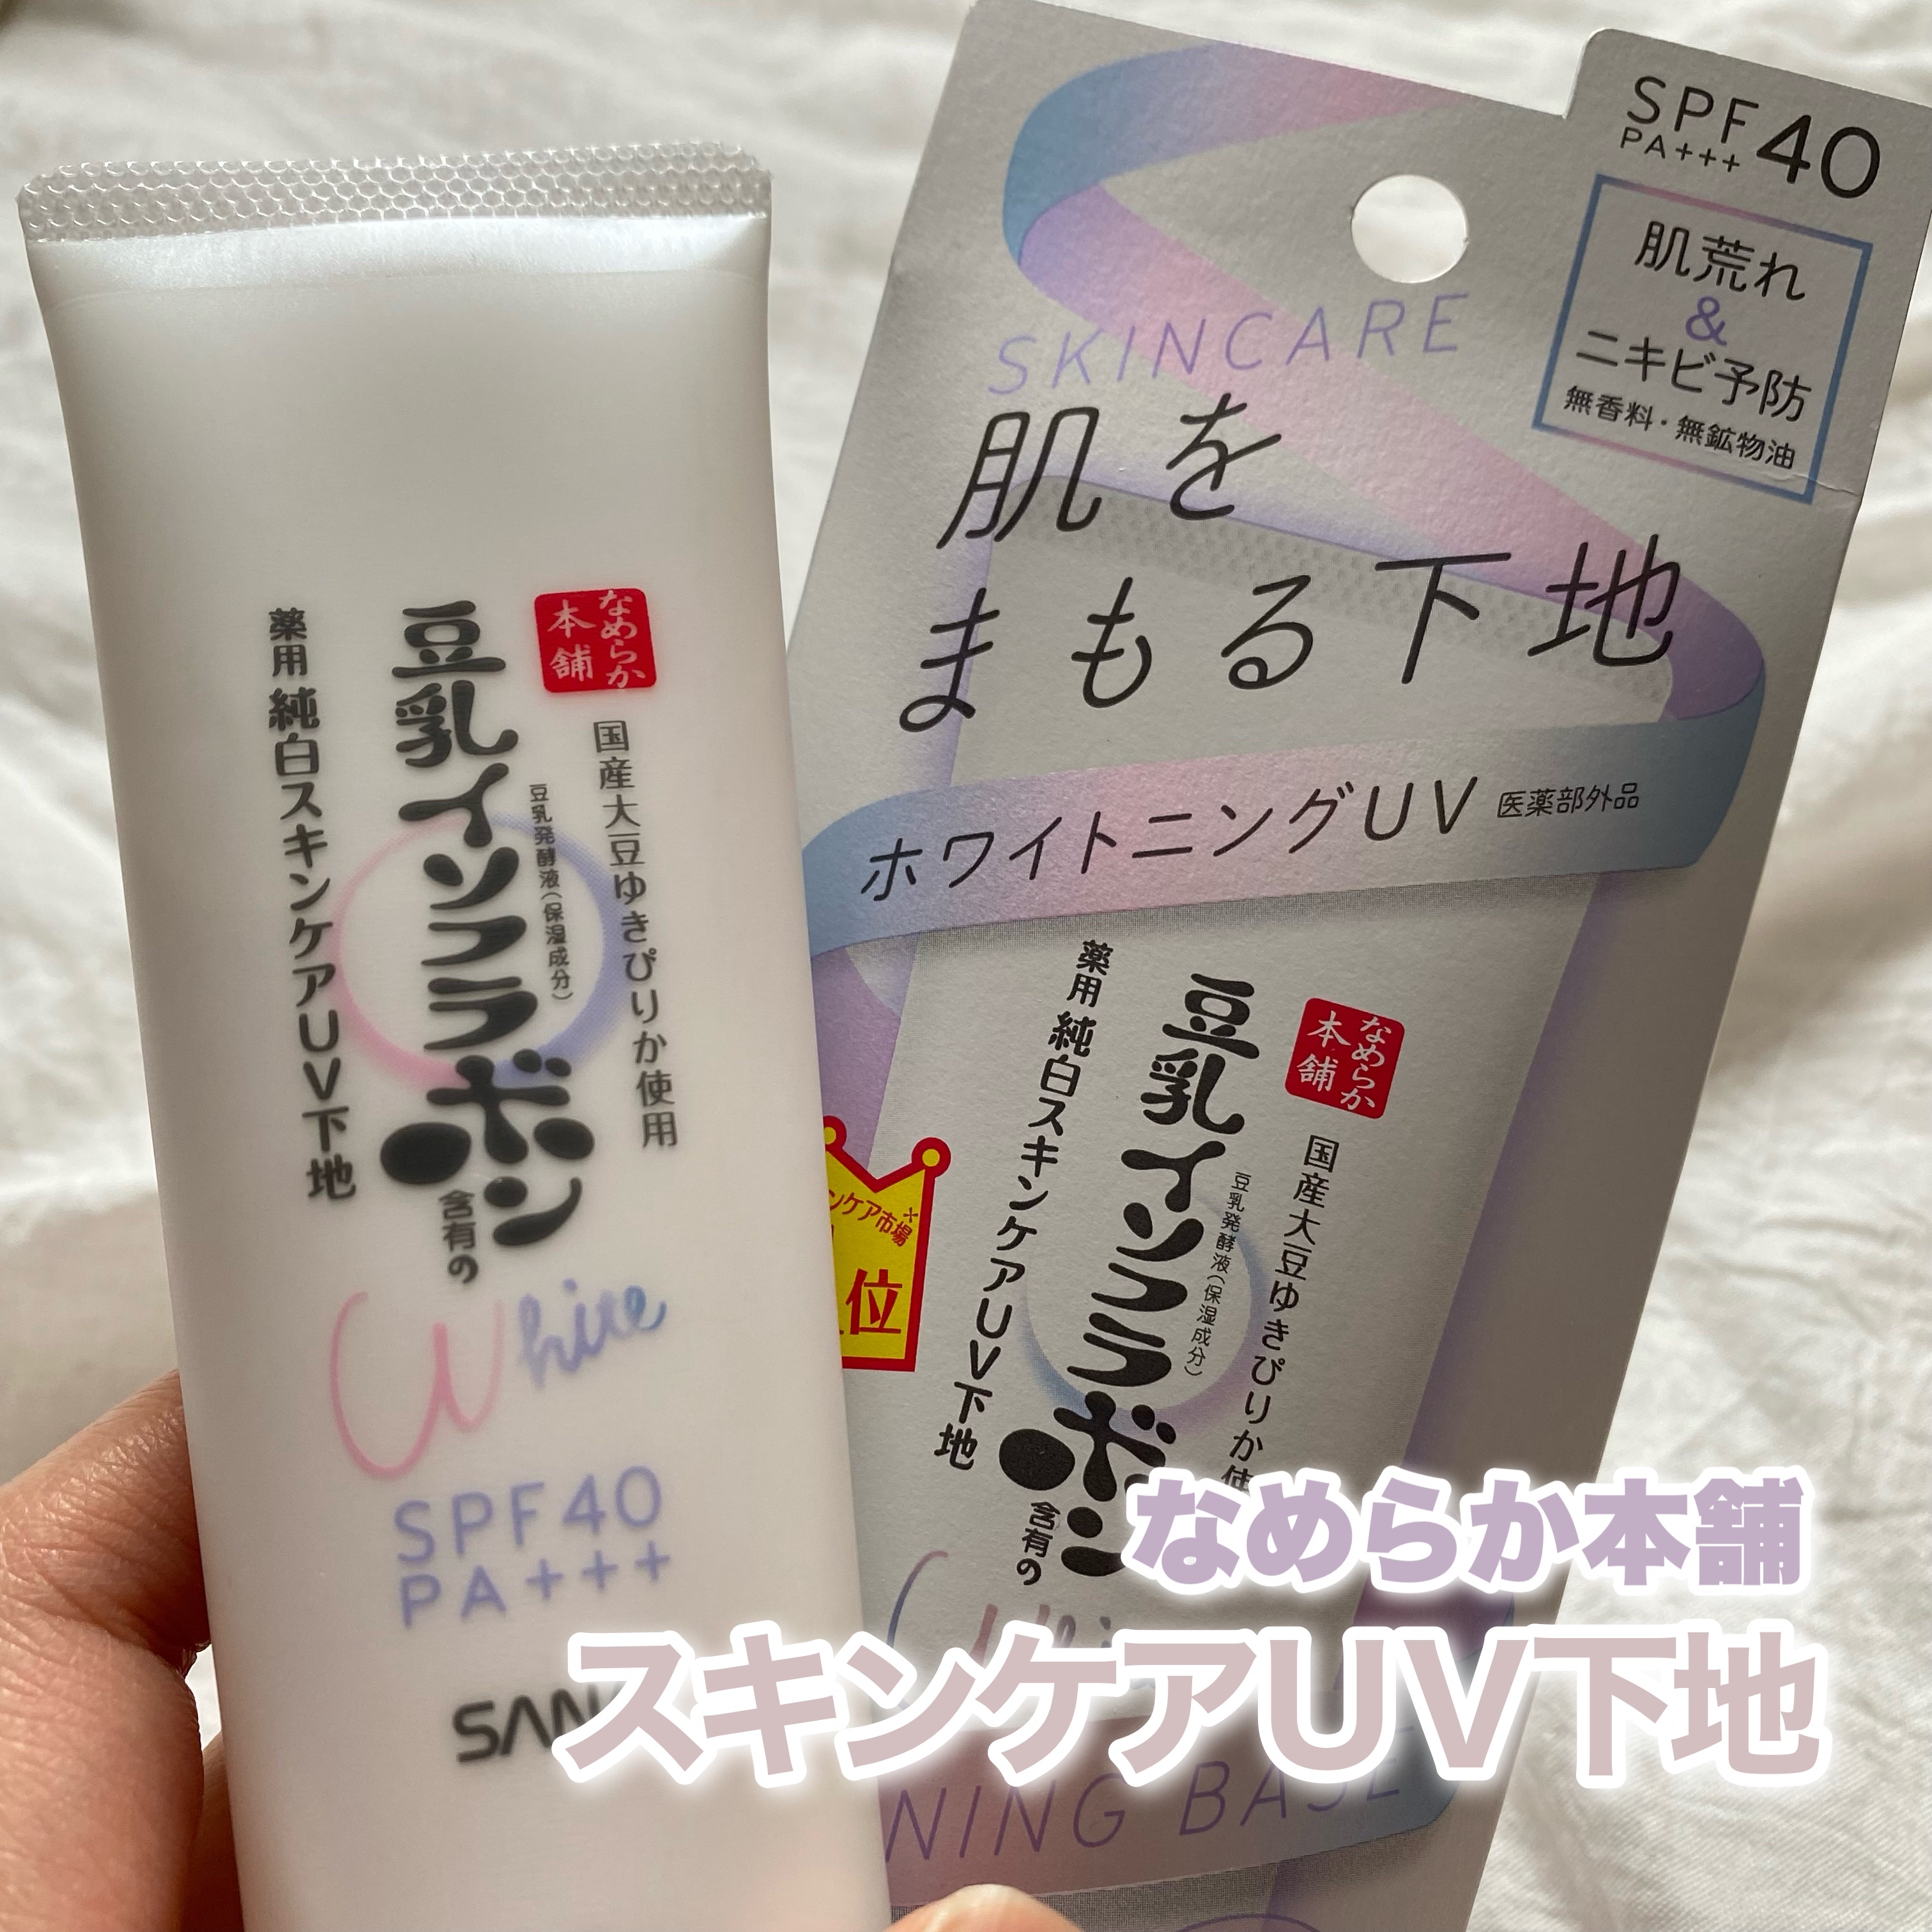 なめらか
本舗
国産大豆ゆきぴりか使用
豆乳発酵液(保湿成分)
豆乳イソフラボン
含有の
薬用 純白スキンケアUV下地
White
SPF40
PA+++
SAN
SPF40
PA+++
肌荒れ
&
ニキビ予防
無香料・無鉱物油
SKINCARE
肌を
まもる下地
ホワイトニングUV 医薬部外品
なめらか
本舗
国産大豆ゆきぴりか使
豆乳発酵液(保湿成分)
豆乳イソフラボン
含有の
薬用 純白スキンケアUV下地
ンケア市場
位
NING BASE
なめらか本舗
スキンケアUV下地